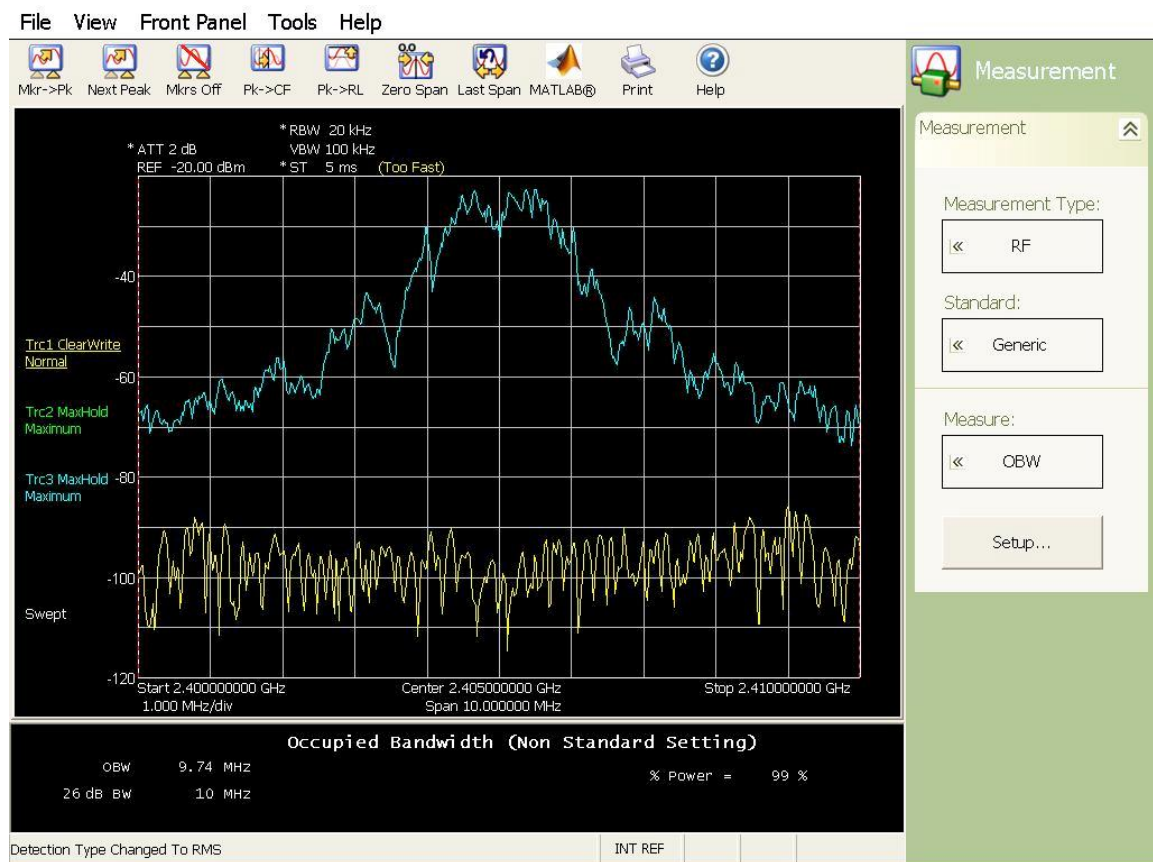 File View Front Panel Tools Help
Mkr->Pk Next Peak Mkrs Off Pk->CF Pk->RL Zero Span Last Span MATLAB® Print Help
Measurement
Measurement
* RBW 20 kHz
* ATT 2 dB VBW 100 kHz
REF -20.00 dBm * ST 5 ms (Too Fast)
Measurement Type:
RF
-40
Standard:
Trc1 ClearWrite
Normal
Generic
-60
Trc2 MaxHold
Maximum
Measure:
OBW
Trc3 MaxHold -80
Maximum
Setup...
-100
Swept
-120
Start 2.400000000 GHz Center 2.405000000 GHz Stop 2.410000000 GHz
1.000 MHz/div Span 10.000000 MHz
Occupied Bandwidth (Non Standard Setting)
OBW 9.74 MHz % Power = 99 %
26 dB BW 10 MHz
Detection Type Changed To RMS INT REF